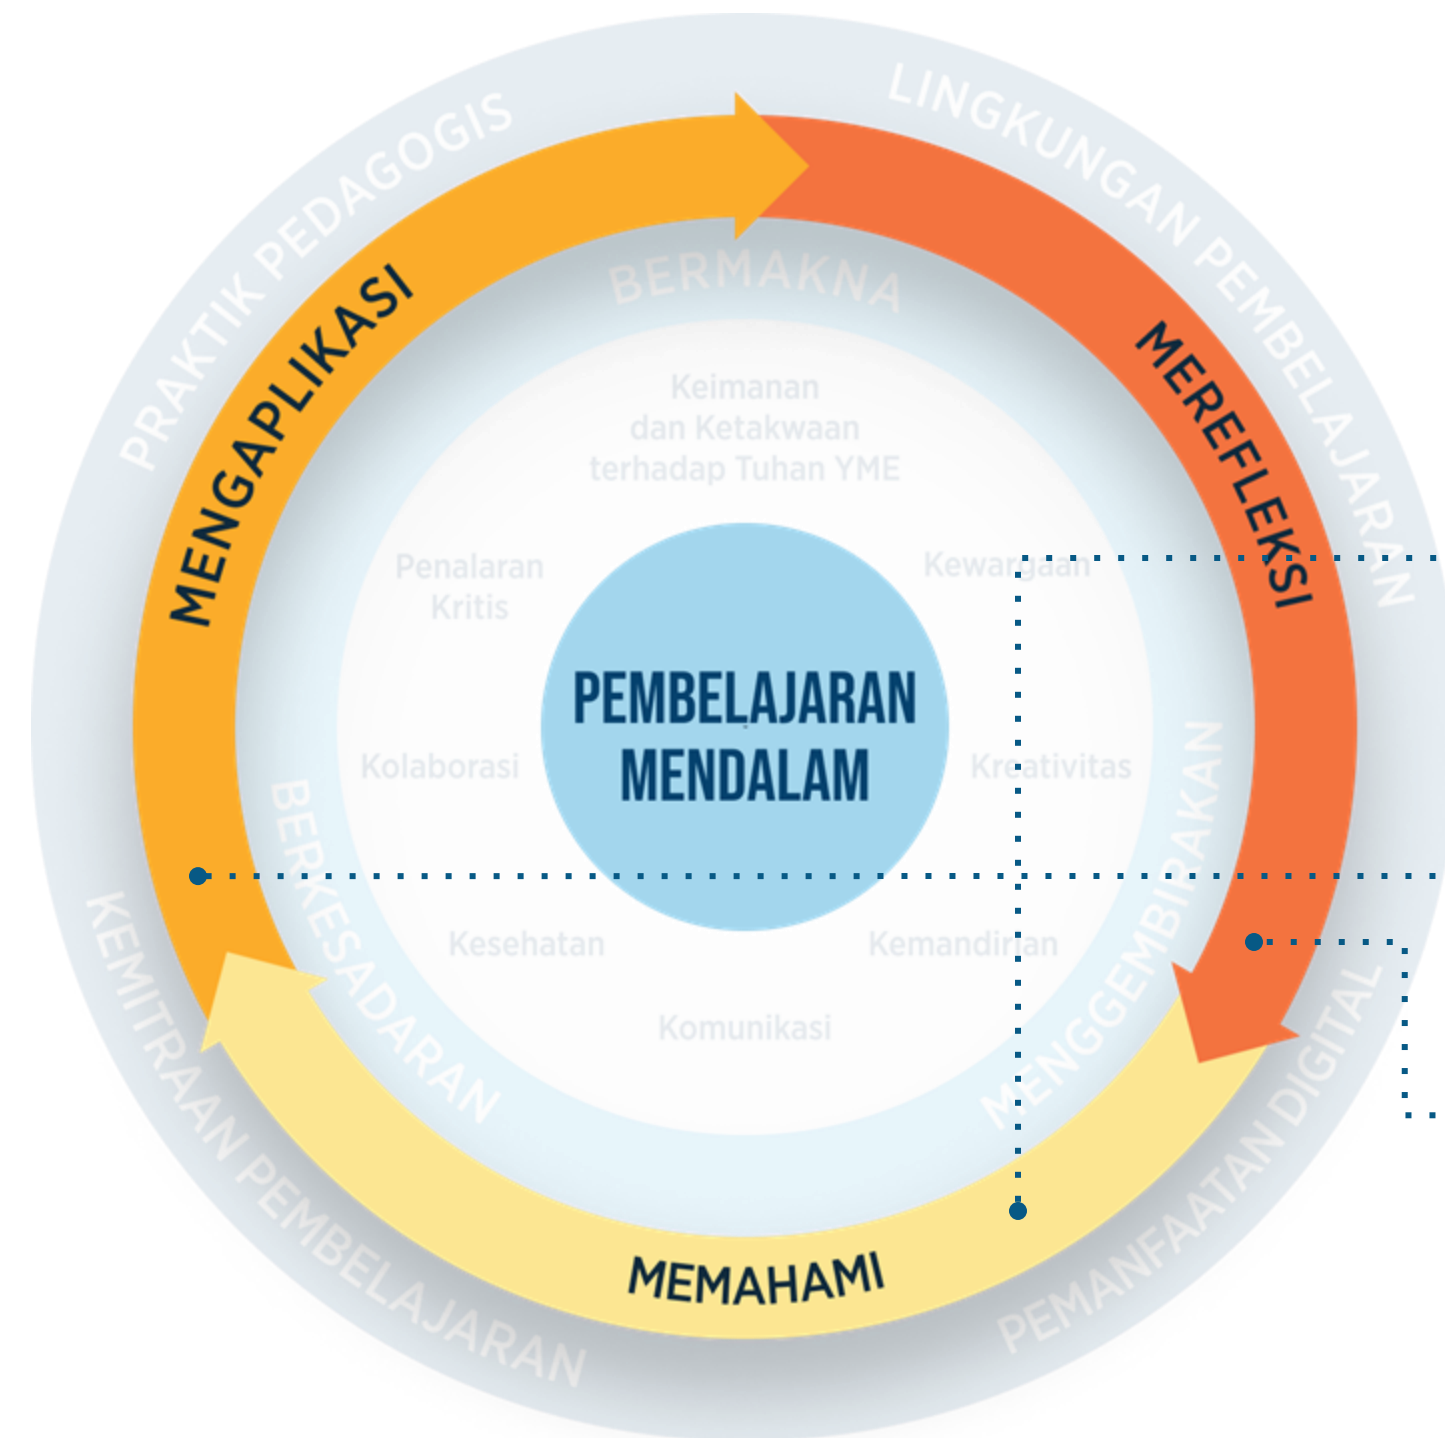 PRAKTIK PEDAGOGIS
LINGKUNGAN PEMBELAJARAN
MENGAPLIKASI
MEREFLEKSI
BERMAKNA
Keimanan
dan Ketakwaan
terhadap Tuhan YME
Penalaran
Kritis
Kewargaan
PEMBELAJARAN
MENDALAM
Kolaborasi
Kreativitas
BERKESADARAN
MENGGEMBIRAKAN
Kesehatan
Kemandirian
Komunikasi
KEMITRAAN PEMBELAJARAN
PEMANFAATAN DIGITAL
MEMAHAMI